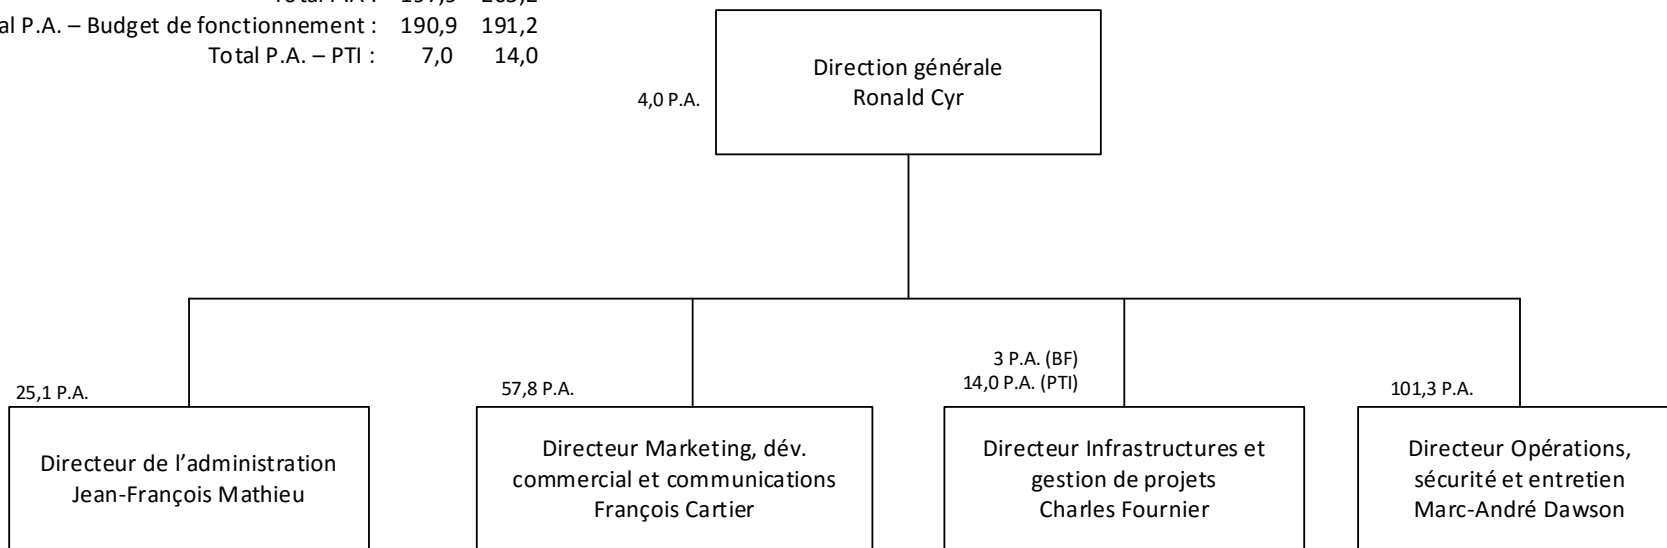 al P.A. – Budget de fonctionnement : 190,9 191,2
Total P.A. – PTI : 7,0 14,0
4,0 P.A.
Direction générale
Ronald Cyr
25,1 P.A.
Directeur de l’administration
Jean-François Mathieu
57,8 P.A.
Directeur Marketing, dév.
commercial et communications
François Cartier
3 P.A. (BF)
14,0 P.A. (PTI)
Directeur Infrastructures et
gestion de projets
Charles Fournier
101,3 P.A.
Directeur Opérations,
sécurité et entretien
Marc-André Dawson